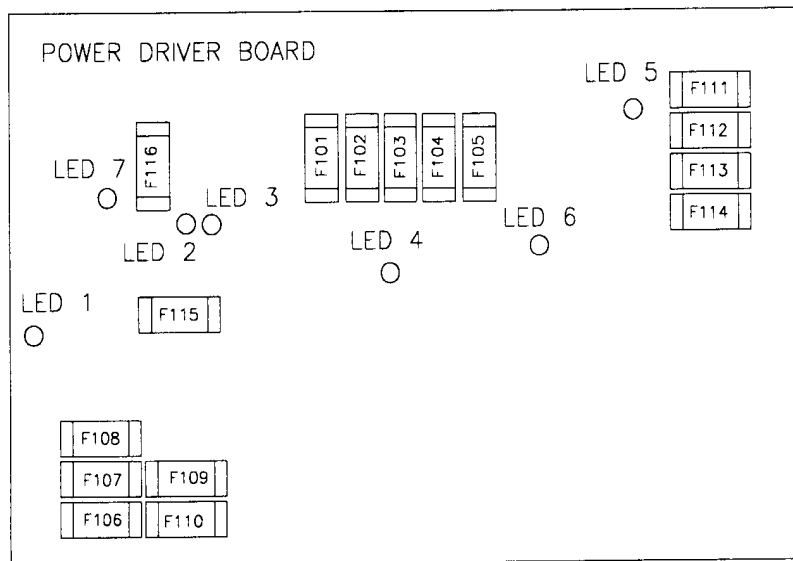 POWER DRIVER BOARD
LED 5
F111
F112
F113
F114
F116
F101
F102
F103
F104
F105
LED 7
LED 3
LED 2
LED 4
LED 6
LED 1
F115
F108
F107
F109
F106
F110